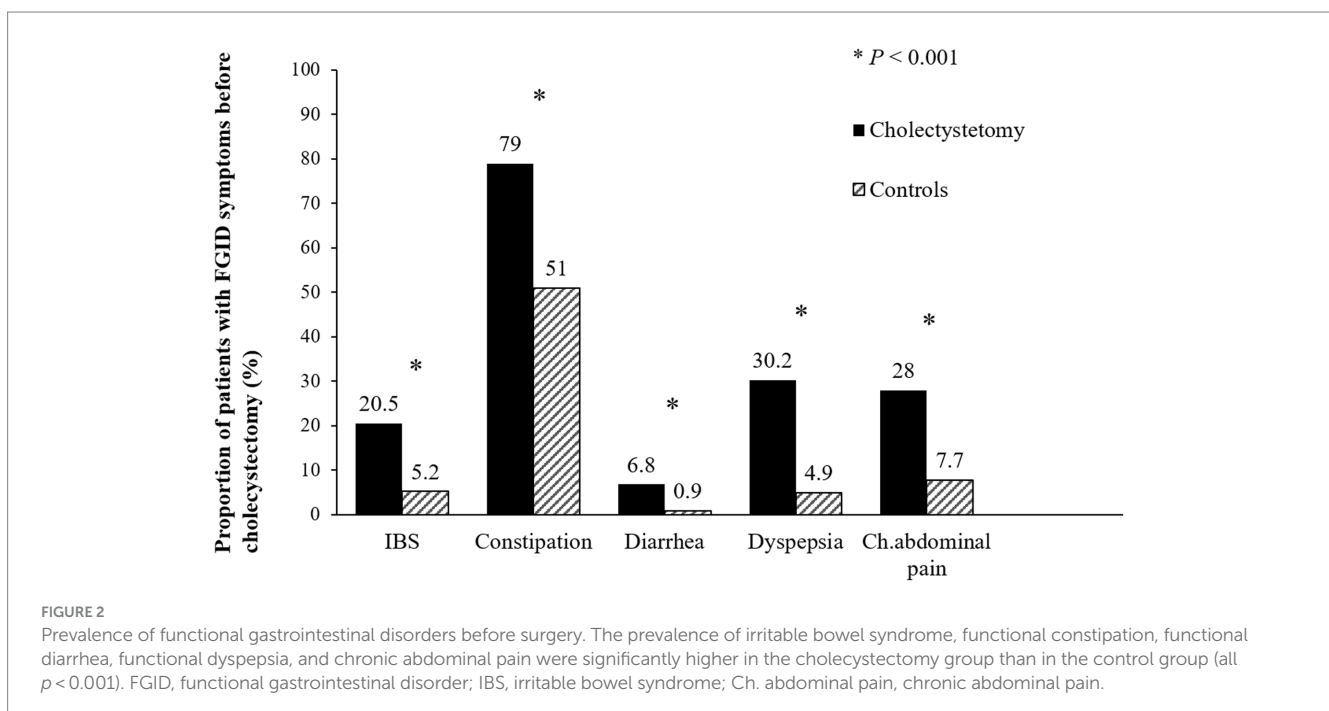 * P < 0.001
Cholectystetomy
Controls
Proportion of patients with FGID symptoms before
cholecystectomy (%)
100
90
80
70
60
50
40
30
20
10
0
*
*
*
*
*
20.5
5.2
79
51
6.8
0.9
30.2
4.9
28
7.7
IBS
Constipation
Diarrhea
Dyspepsia
Ch.abdominal
pain
FIGURE 2
Prevalence of functional gastrointestinal disorders before surgery. The prevalence of irritable bowel syndrome, functional constipation, functional
diarrhea, functional dyspepsia, and chronic abdominal pain were significantly higher in the cholecystectomy group than in the control group (all
p < 0.001). FGID, functional gastrointestinal disorder; IBS, irritable bowel syndrome; Ch. abdominal pain, chronic abdominal pain.